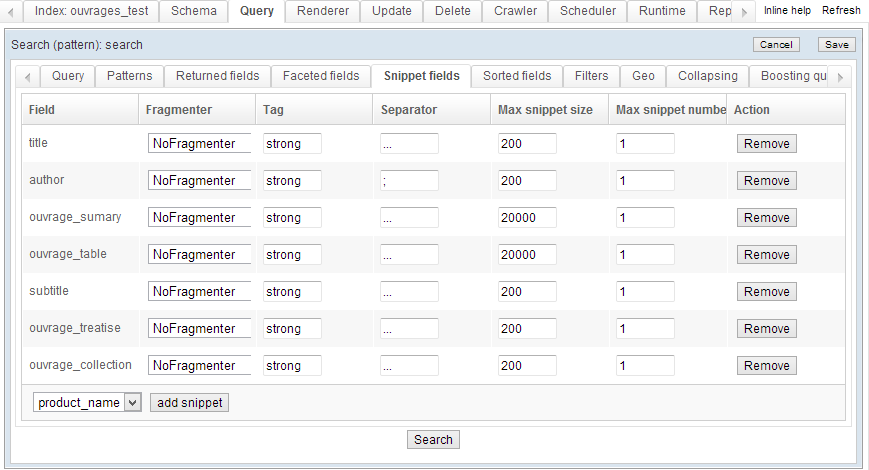 Index: ouvrages_test Schema Query Renderer Update Delete Crawler Scheduler Runtime Rep Inline help Refresh
Search (pattern): search Cancel Save
Query Patterns Returned fields Faceted fields Snippet fields Sorted fields Filters Geo Collapsing Boosting qu
Field Fragmenter Tag Separator Max snippet size Max snippet numbe Action
title NoFragmenter strong ... 200 1 Remove
author NoFragmenter strong ; 200 1 Remove
ouvrage_sumary NoFragmenter strong ... 20000 1 Remove
ouvrage_table NoFragmenter strong ... 20000 1 Remove
subtitle NoFragmenter strong ... 200 1 Remove
ouvrage_treatise NoFragmenter strong ... 200 1 Remove
ouvrage_collection NoFragmenter strong ... 200 1 Remove
product_name add snippet
Search